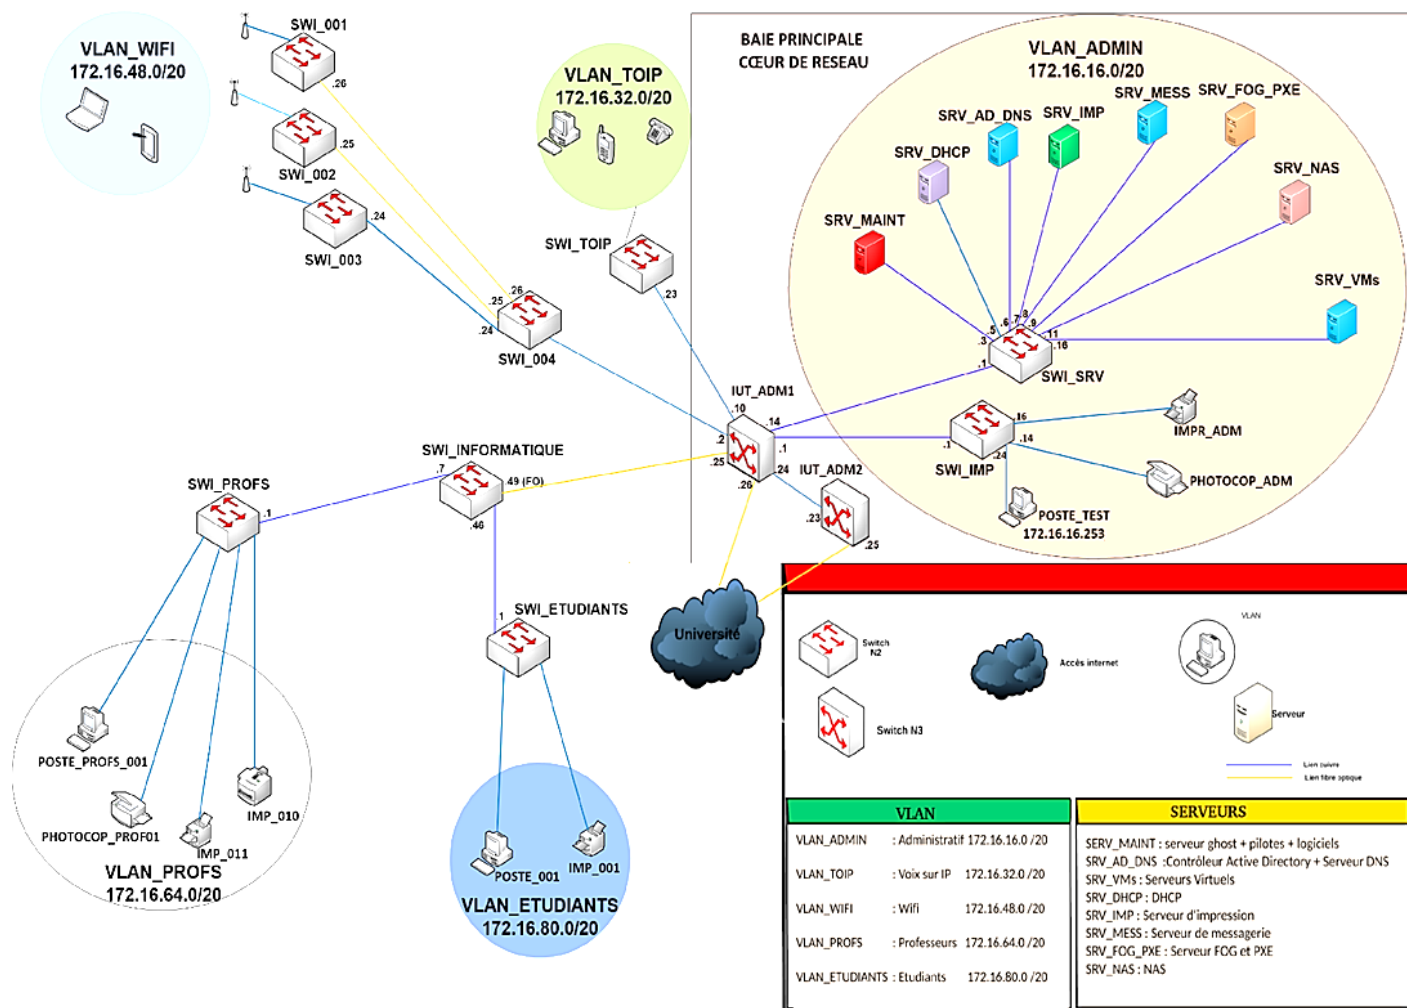 SWI_001
VLAN_WIFI
172.16.48.0/20
.26
SWI_002
.25
SWI_003
.24
VLAN_TOIP
172.16.32.0/20
SWI_TOIP
.23
.26
.25
.24
SWI_004
BAIE PRINCIPALE
CŒUR DE RESEAU
VLAN_ADMIN
172.16.16.0/20
SRV_MESS
SRV_FOG_PXE
SRV_AD_DNS
SRV_IMP
SRV_DHCP
SRV_NAS
SRV_MAINT
SRV_VMs
.3
.5
.6
.7
.8
.9
.11
.16
.1
SWI_SRV
IUT_ADM1
.10
.14
.2
.1
.25
.24
.26
.1
.16
.14
.24
SWI_IMP
IMPR_ADM
PHOTOCOP_ADM
POSTE_TEST
172.16.16.253
IUT_ADM2
.23
.25
SWI_INFORMATIQUE
.7
.49 (FO)
.46
SWI_PROFS
.1
SWI_ETUDIANTS
.1
Université
POSTE_PROFS_001
PHOTOCOP_PROF01
IMP_011
IMP_010
VLAN_PROFS
172.16.64.0/20
POSTE_001
IMP_001
VLAN_ETUDIANTS
172.16.80.0/20
Switch
N2
Accès internet
VLAN
Switch N3
Serveur
Lien cuivre
Lien fibre optique
VLAN
VLAN_ADMIN : Administratif 172.16.16.0 /20
VLAN_TOIP : Voix sur IP 172.16.32.0 /20
VLAN_WIFI : Wifi 172.16.48.0 /20
VLAN_PROFS : Professeurs 172.16.64.0 /20
VLAN_ETUDIANTS : Etudiants 172.16.80.0 /20
SERVEURS
SERV_MAINT : serveur ghost + pilotes + logiciels
SRV_AD_DNS :Contrôleur Active Directory + Serveur DNS
SRV_VMs : Serveurs Virtuels
SRV_DHCP : DHCP
SRV_IMP : Serveur d'impression
SRV_MESS : Serveur de messagerie
SRV_FOG_PXE : Serveur FOG et PXE
SRV_NAS : NAS